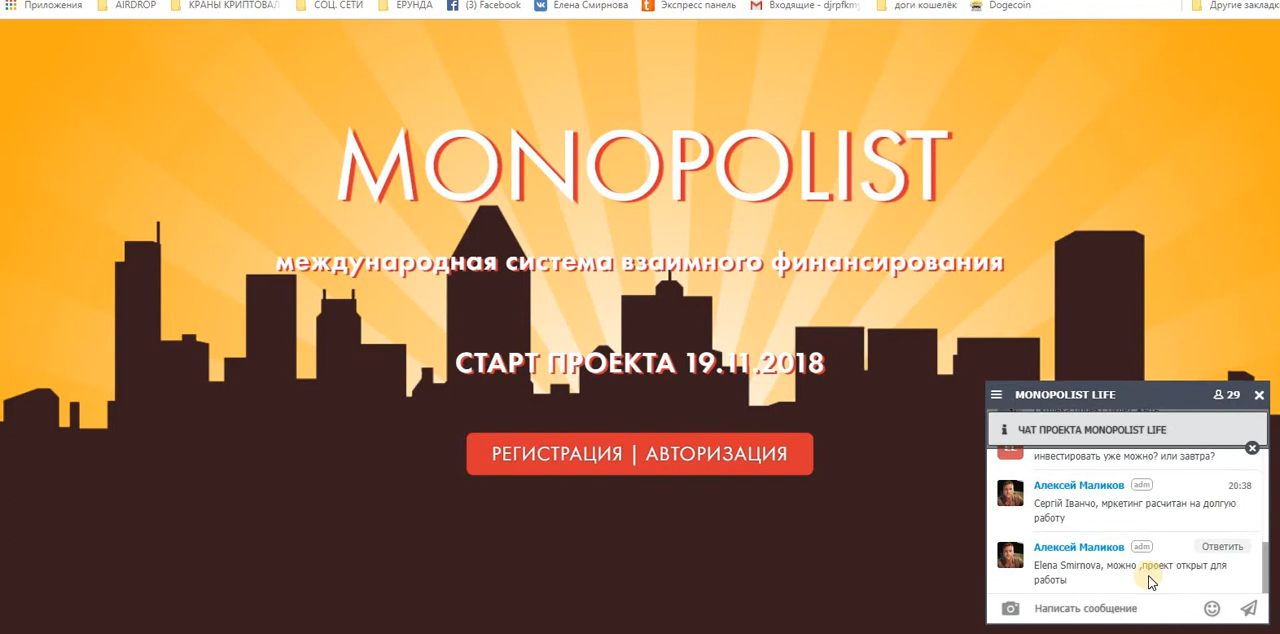 Приложения
AIRDROP
КРАНЫ КРИПТОВАЛ
СОЦ. СЕТИ
ЕРУНДА
(3) Facebook
Елена Смирнова
Экспресс панель
Входящие - djrpfkmy
доги кошелёк
Dogecoin
Другие закладк
MONOPOLIST
международная система взаимного финансирования
СТАРТ ПРОЕКТА 19.11.2018
РЕГИСТРАЦИЯ | АВТОРИЗАЦИЯ
MONOPOLIST LIFE
29
ЧАТ ПРОЕКТА MONOPOLIST LIFE
инвестировать уже можно? или завтра?
Алексей Маликов adm 20:38
Сергій Іванчо, мркетинг расчитан на долгую
работу
Алексей Маликов adm Ответить
Elena Smirnova, можно ,проект открыт для
работы
Написать сообщение